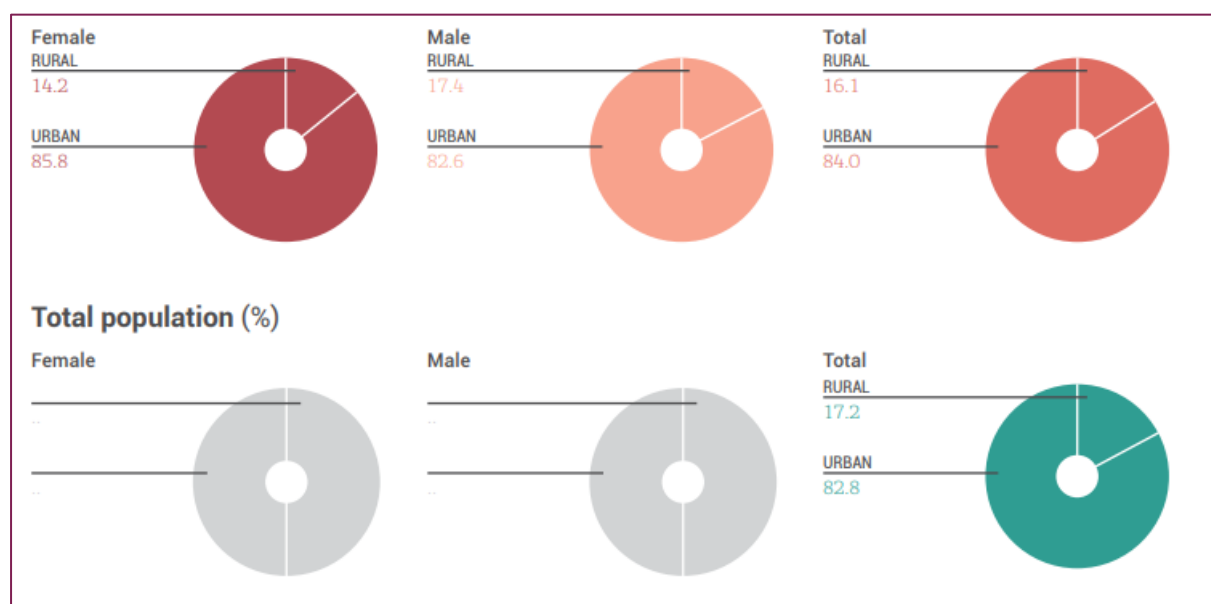 Female
RURAL
14.2
URBAN
85.8
Male
RURAL
17.4
URBAN
82.6
Total
RURAL
16.1
URBAN
84.0
Total population (%)
Female
..
..
Male
..
..
Total
RURAL
17.2
URBAN
82.8